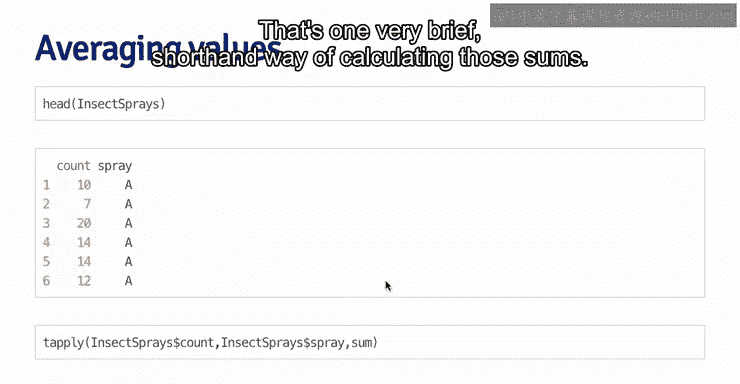 That's one very brief,
Averaging values
shorthand way of calculating those sums.
head(InsectSprays)
count spray
1 10 A
2 7 A
3 20 A
4 14 A
5 14 A
6 12 A
tapply(InsectSprays$count,InsectSprays$spray,sum)